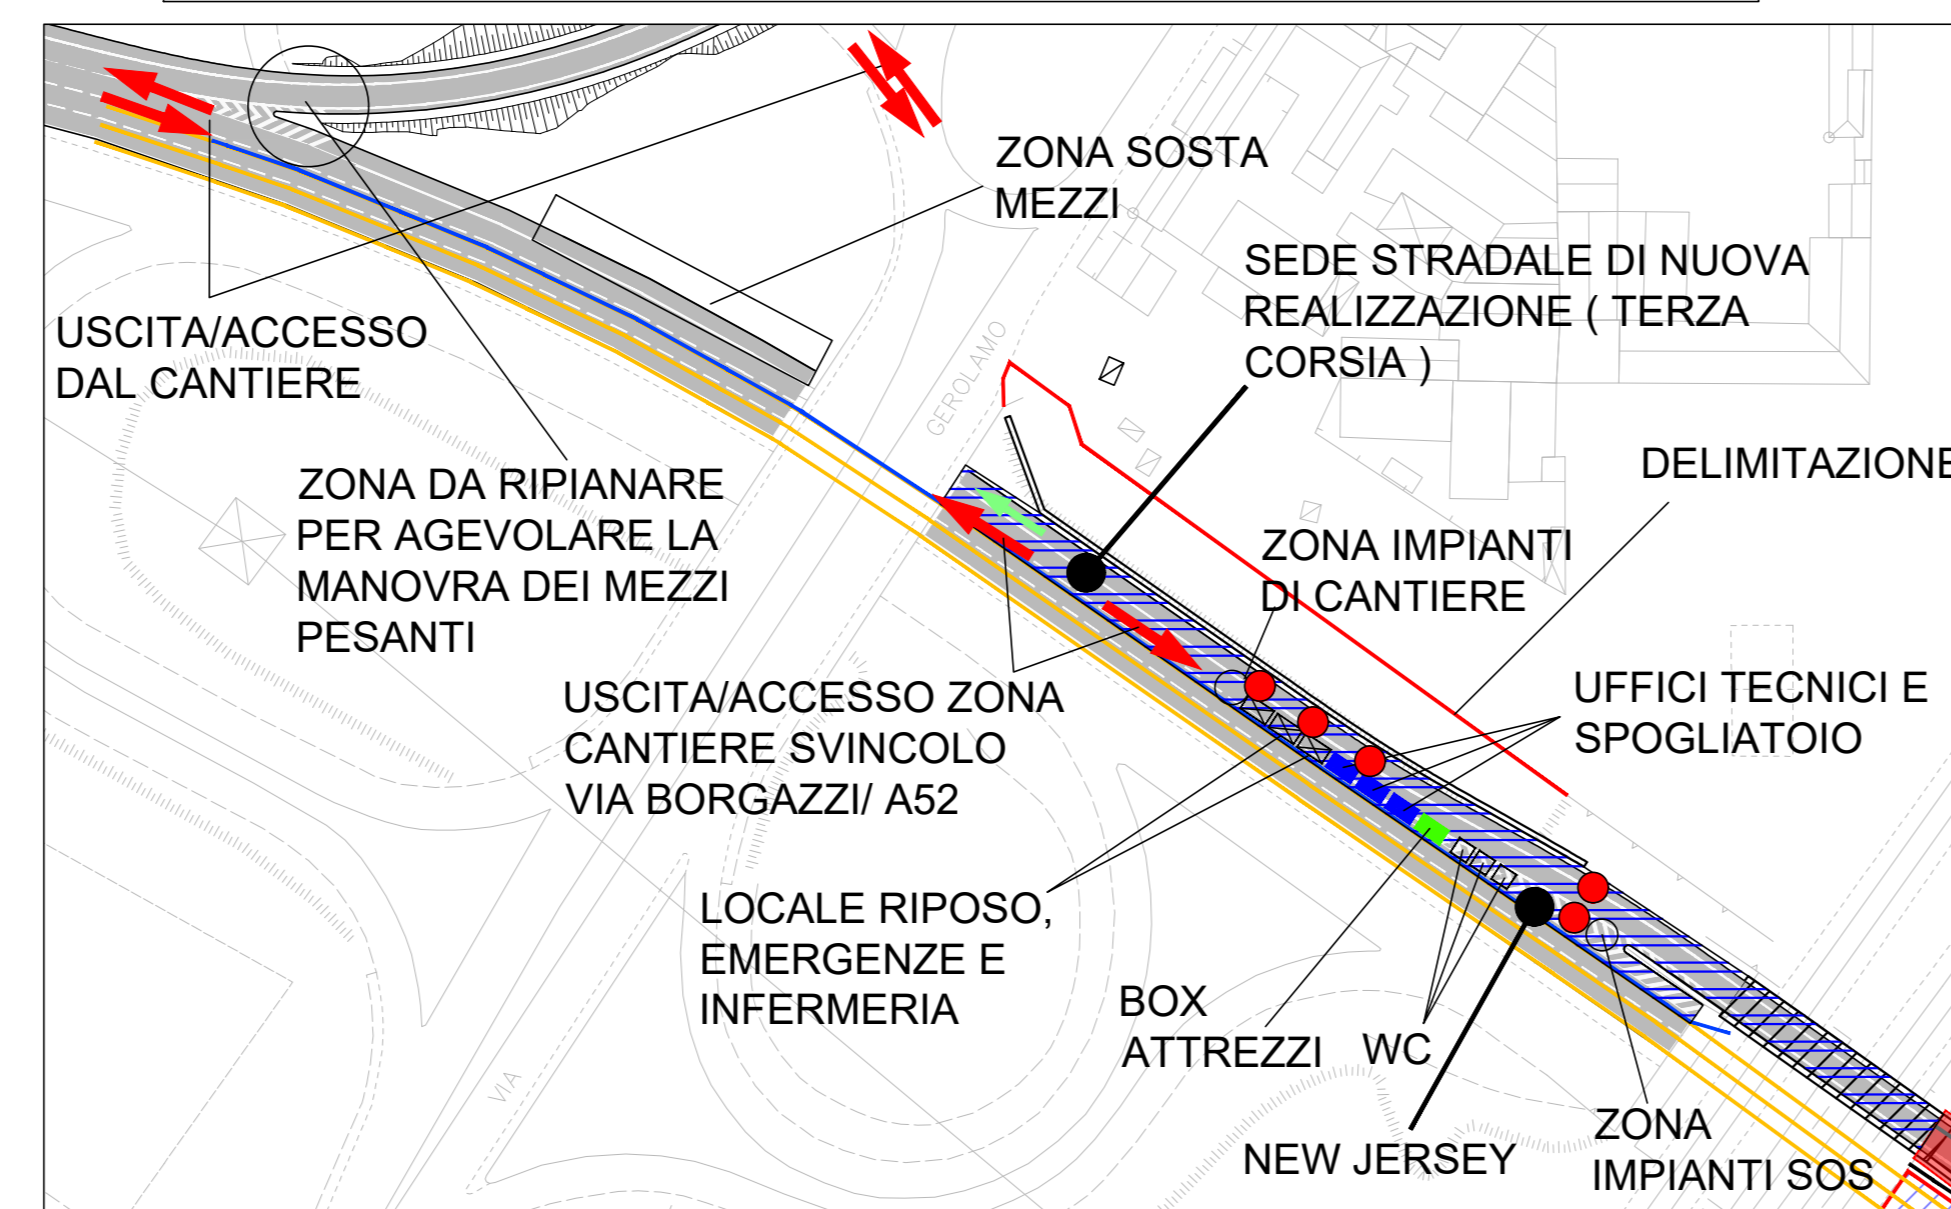 ZONA SOSTA
MEZZI
SEDE STRADALE DI NUOVA
REALIZZAZIONE ( TERZA
CORSIA )
USCITA/ACCESSO
DAL CANTIERE
GEROLAMO
DELIMITAZIONE
ZONA DA RIPIANARE
PER AGEVOLARE LA
MANOVRA DEI MEZZI
PESANTI
ZONA IMPIANTI
DI CANTIERE
USCITA/ACCESSO ZONA
CANTIERE SVINCOLO
VIA BORGAZZI/ A52
UFFICI TECNICI E
SPOGLIATOIO
LOCALE RIPOSO,
EMERGENZE E
INFERMERIA
BOX
ATTREZZI
WC
VIA
NEW JERSEY
ZONA
IMPIANTI SOS